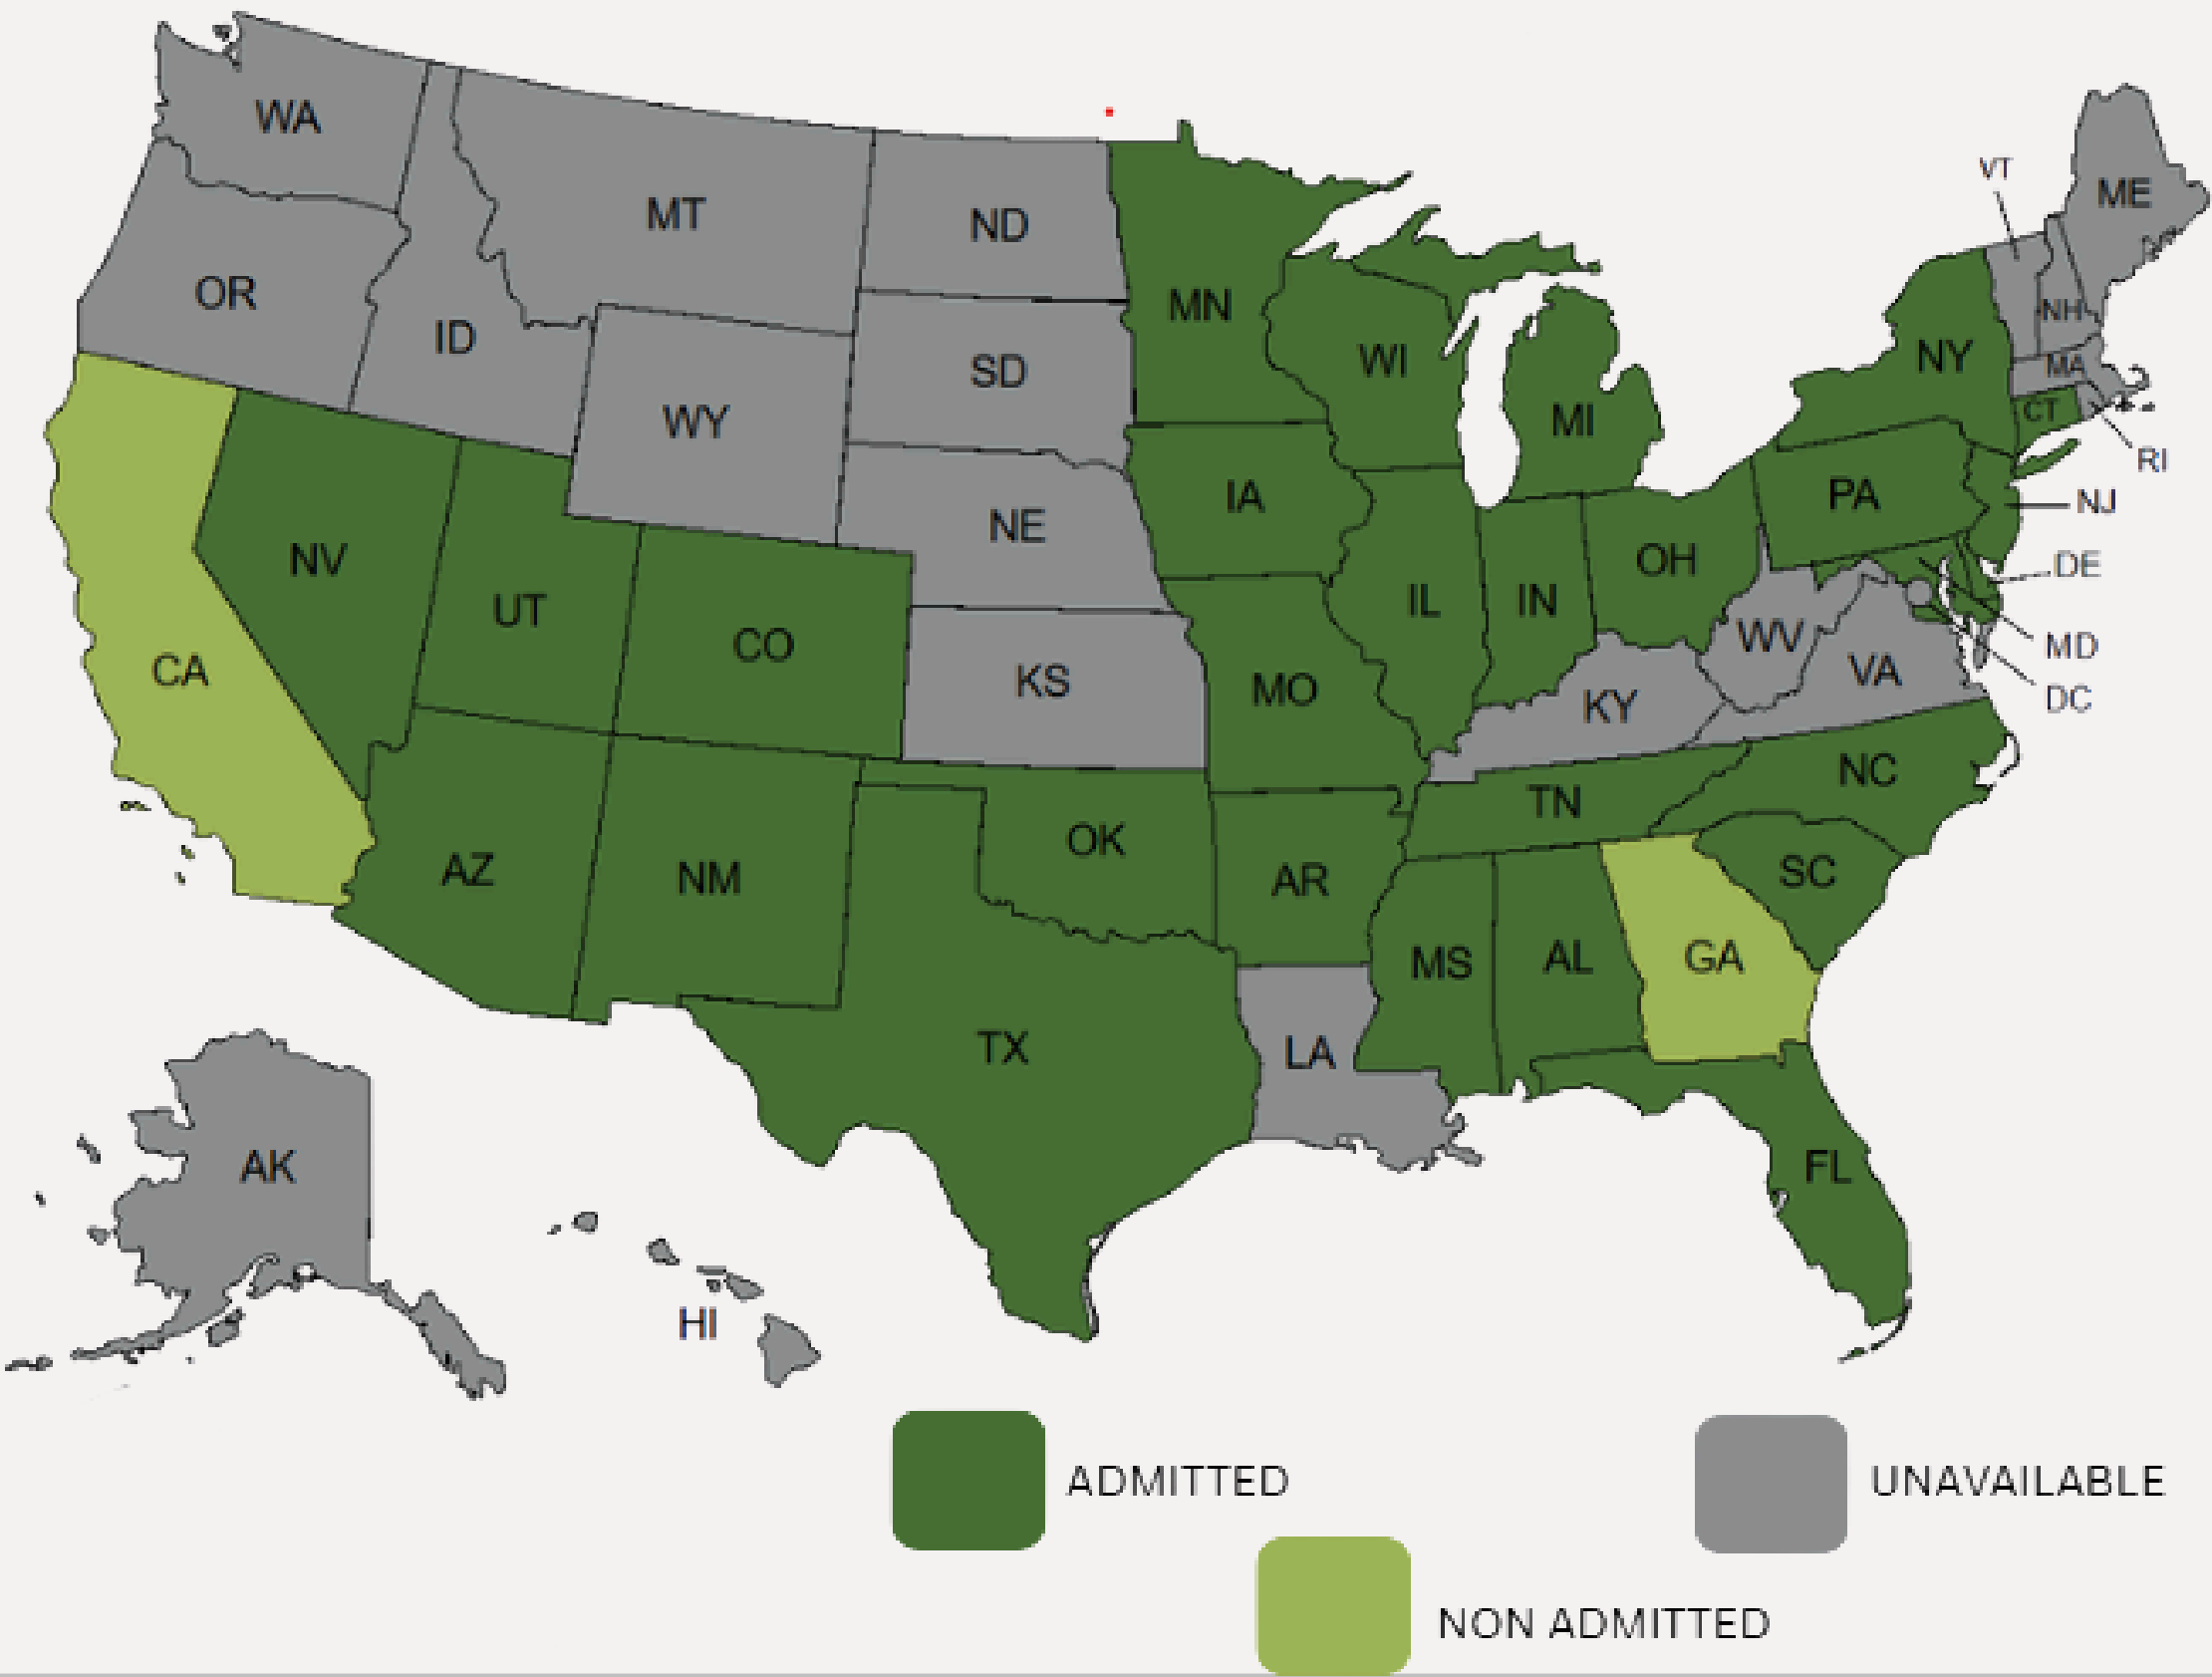 WA
MT
ND
MN
VT
ME
OR
ID
SD
WI
NH
NY
MA
WY
MI
CT
RI
IA
PA
NJ
NE
NV
OH
DE
UT
IL
IN
CO
WV
MD
CA
KS
MO
KY
VA
DC
NC
TN
OK
AZ
NM
AR
SC
MS
AL
GA
TX
LA
AK
FL
HI
ADMITTED
UNAVAILABLE
NON ADMITTED